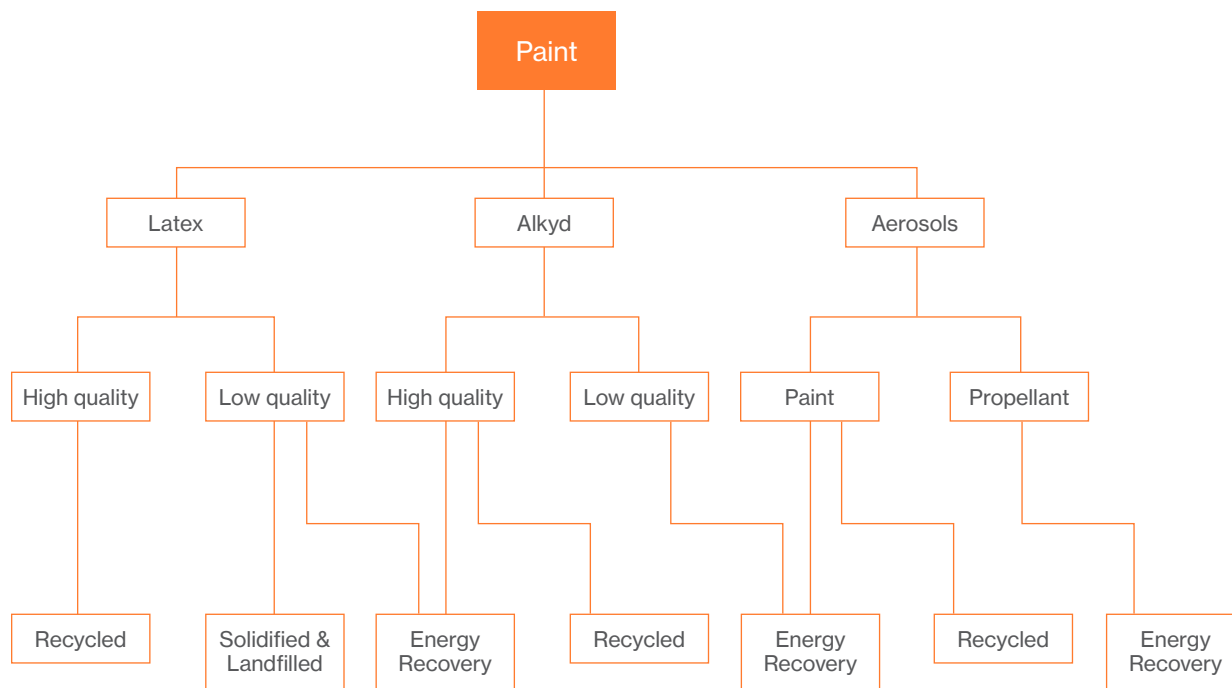 Paint
Latex
Alkyd
Aerosols
High quality
Low quality
High quality
Low quality
Paint
Propellant
Recycled
Solidified &
Landfilled
Energy
Recovery
Recycled
Energy
Recovery
Recycled
Energy
Recovery